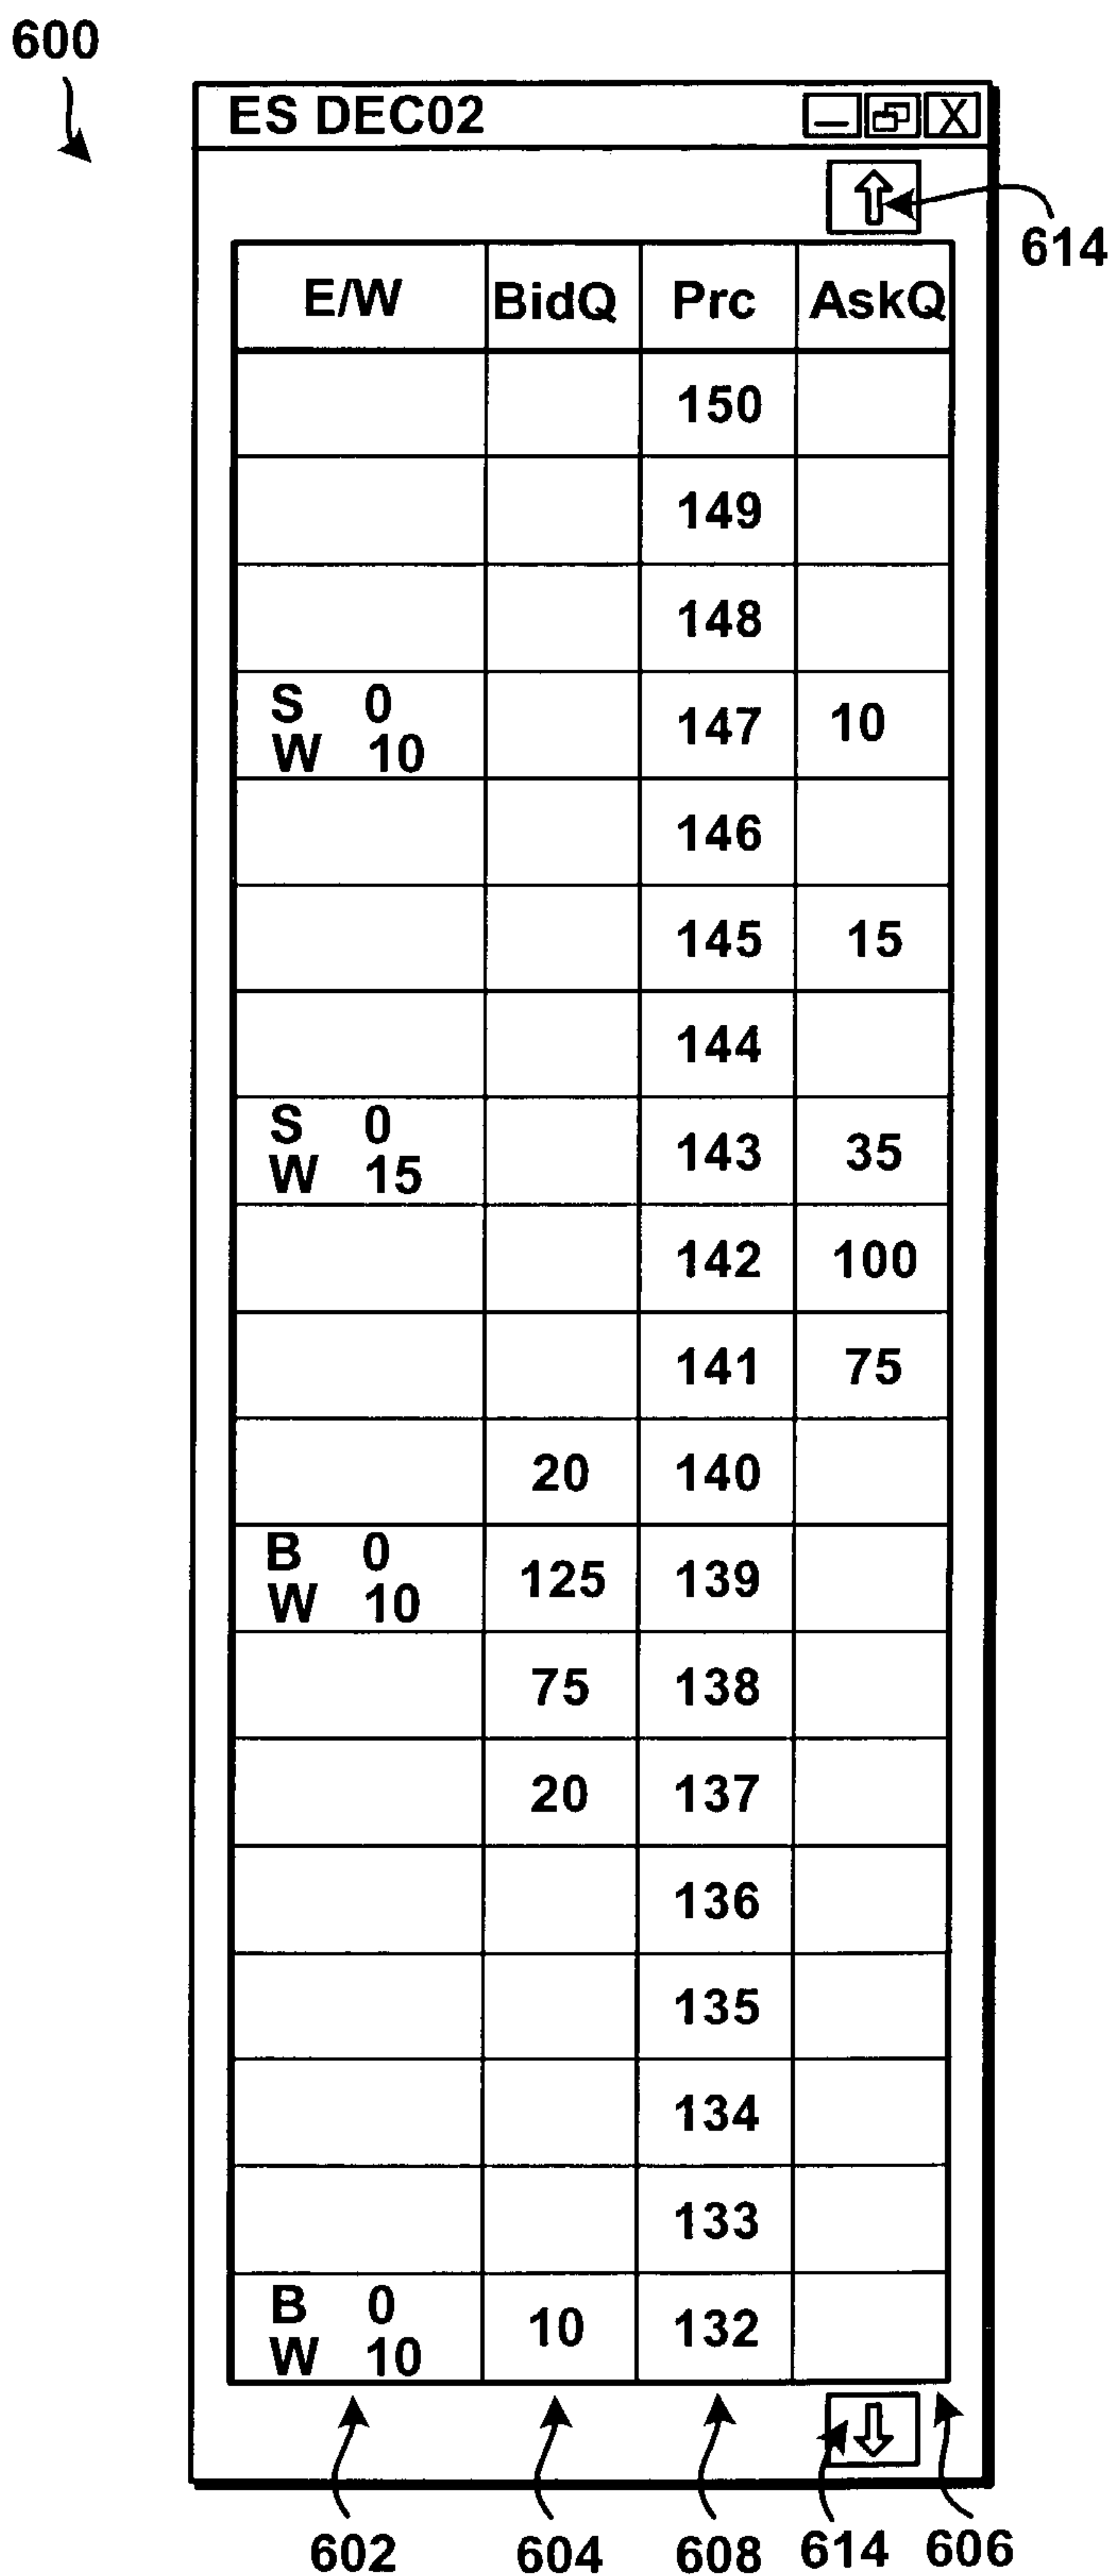 600
ES DEC02
X
614
E/W BidQ Prc AskQ
150
149
148
S 0
W 10
147 10
146
145 15
144
S 0
W 15
143 35
142 100
141 75
20 140
B 0
W 10
125 139
75 138
20 137
136
135
134
133
B 0
W 10
10 132
602 604 608 614 606